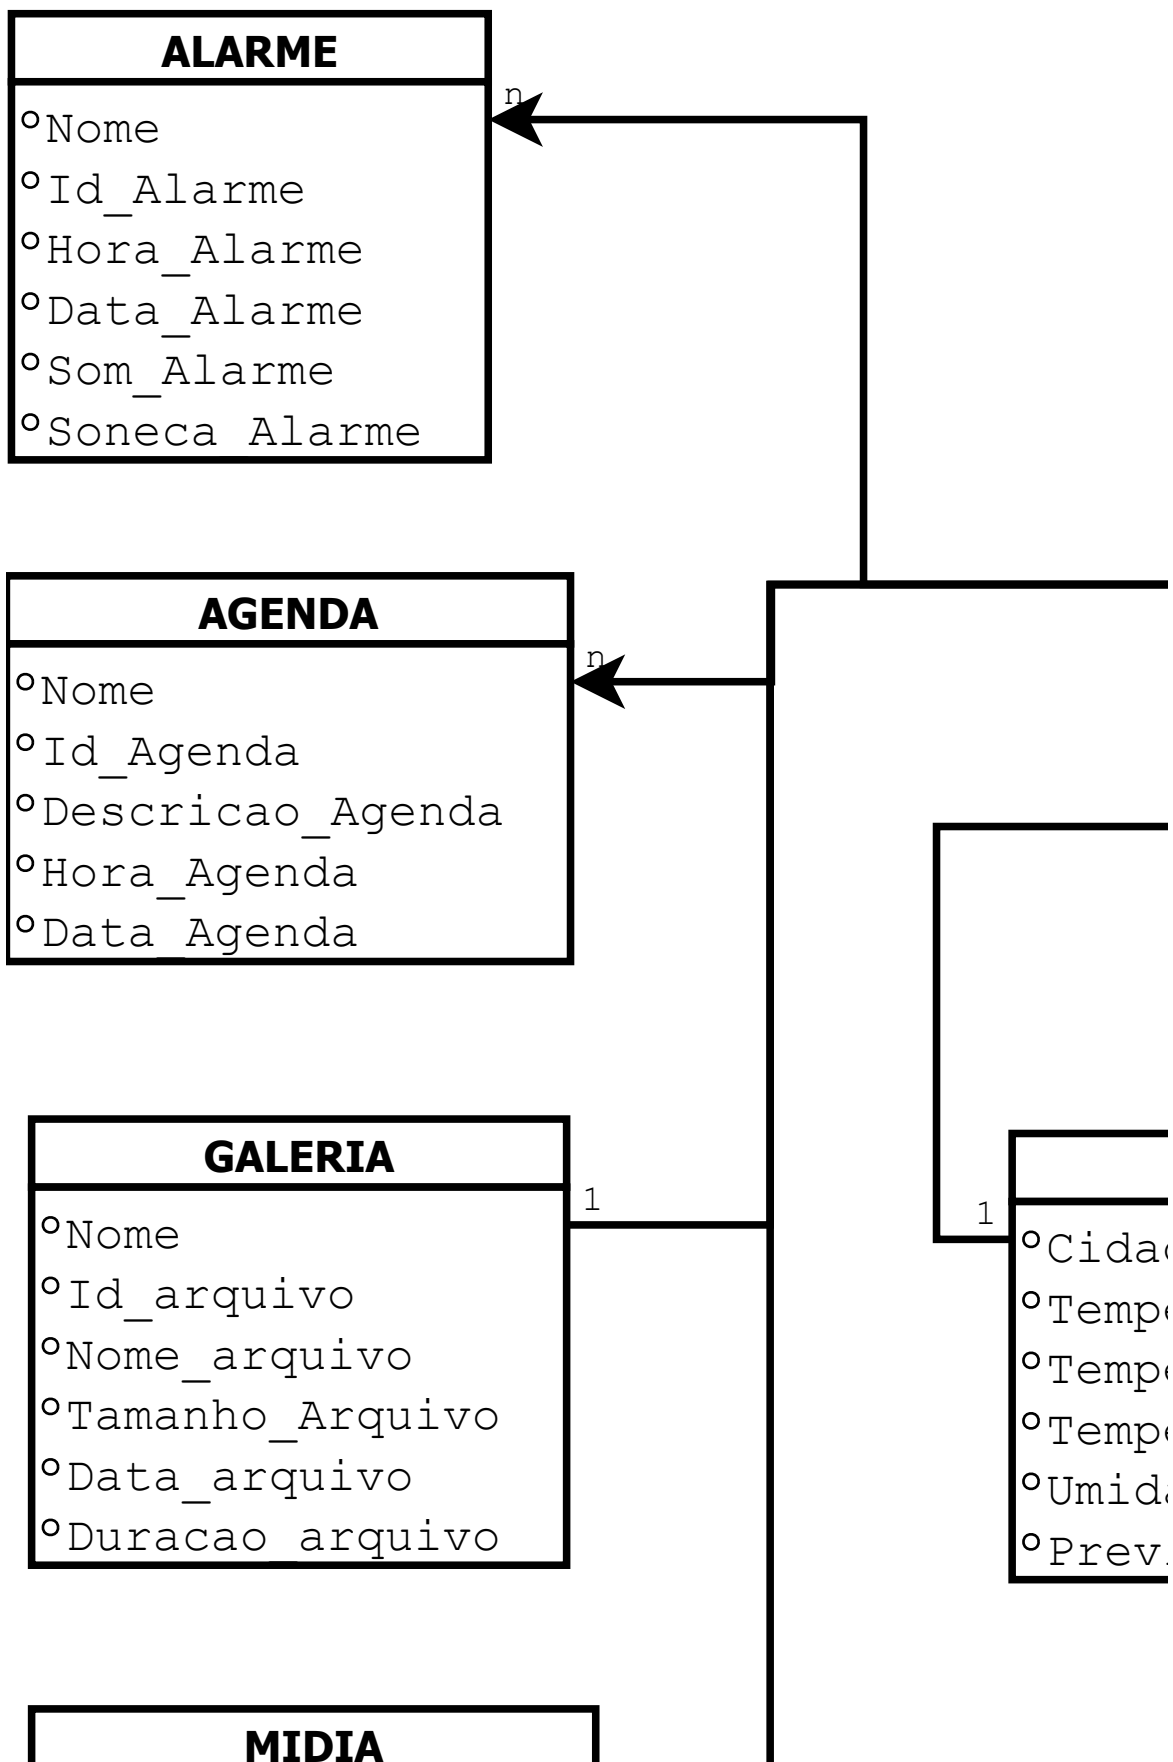 ALARME
n
Nome
Id_Alarme
Hora_Alarme
Data_Alarme
Som_Alarme
Soneca_Alarme
AGENDA
n
Nome
Id_Agenda
Descricao_Agenda
Hora_Agenda
Data_Agenda
GALERIA
1
Nome
Id_arquivo
Nome_arquivo
Tamanho_Arquivo
Data_arquivo
Duracao_arquivo
1
MIDIA